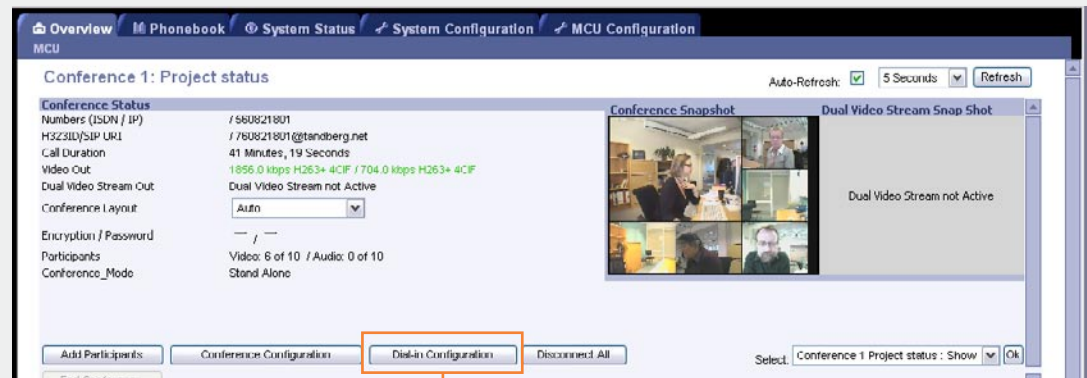 Overview Phonebook System Status System Configuration MCU Configuration
MCU
Conference 1: Project status
Auto-Refresh: 5 Seconds Refresh
Conference Status
Numbers (ISDN / IP) / 560821801
H323ID/SIP URI / 760821801@tandberg.net
Call Duration 41 Minutes, 19 Seconds
Video Out 1856.0 kbps H263+ 4CIF / 704.0 kbps H263+ 4CIF
Dual Video Stream Out Dual Video Stream not Active
Conference Layout Auto
Encryption / Password — / —
Participants Video: 6 of 10 / Audio: 0 of 10
Conference_Mode Stand Alone
Conference Snapshot Dual Video Stream Snap Shot
Dual Video Stream not Active
Add Participants Conference Configuration Dial-in Configuration Disconnect All
Select: Conference 1 Project status : Show Ok